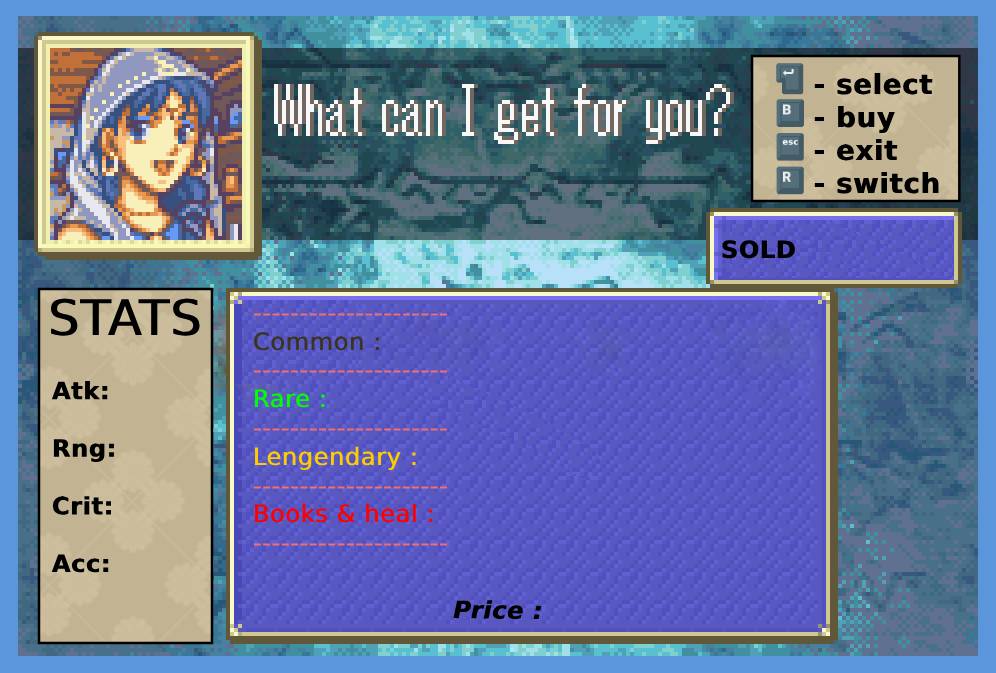 What can I get for you?
↵ - select
B - buy
esc - exit
R - switch
SOLD
STATS
Atk:
Rng:
Crit:
Acc:
---------------------
Common :
---------------------
Rare :
---------------------
Lengendary :
---------------------
Books & heal :
---------------------
Price :